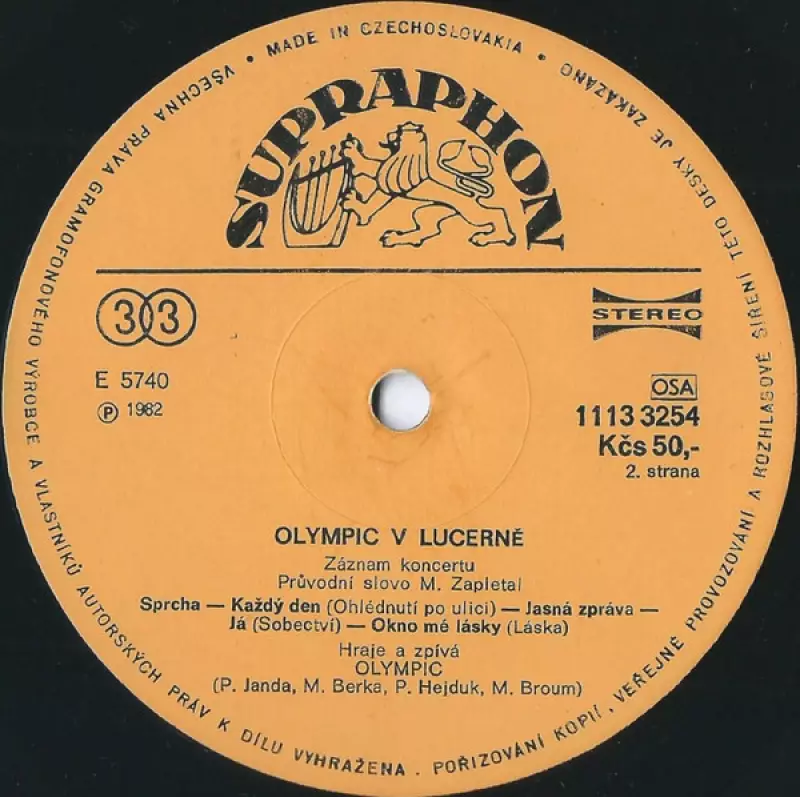 VŠECHNA PRÁVA GRAMOFONOVÉHO VÝROBCE A VLASTNÍKŮ AUTORSKÝCH PRÁV K DÍLU VYHRAŽENA. POŘIZOVÁNÍ KOPIÍ, VEŘEJNÉ PROVOZOVÁNÍ A ROZHLASOVÉ ŠÍŘENÍ TÉTO DESKY JE ZAKÁZÁNO • MADE IN CZECHOSLOVAKIA •
SUPRAPHON
33
STEREO
E 5740
Ⓟ 1982
OSA
1113 3254
Kčs 50,-
2. strana
OLYMPIC V LUCERNĚ
Záznam koncertu
Průvodní slovo M. Zapletal
Sprcha — Každý den (Ohlédnutí po ulici) — Jasná zpráva —
Já (Sobectví) — Okno mé lásky (Láska)
Hraje a zpívá
OLYMPIC
(P. Janda, M. Berka, P. Hejduk, M. Broum)